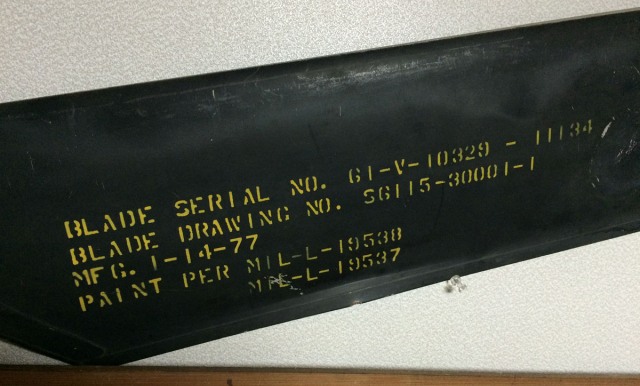 BLADE SERIAL NO. 61-V-10329 - 11134
BLADE DRAWING NO. S6115-30001-1
MFG. 1-14-77
PAINT PER MIL-L-19538
MIL-L-19537